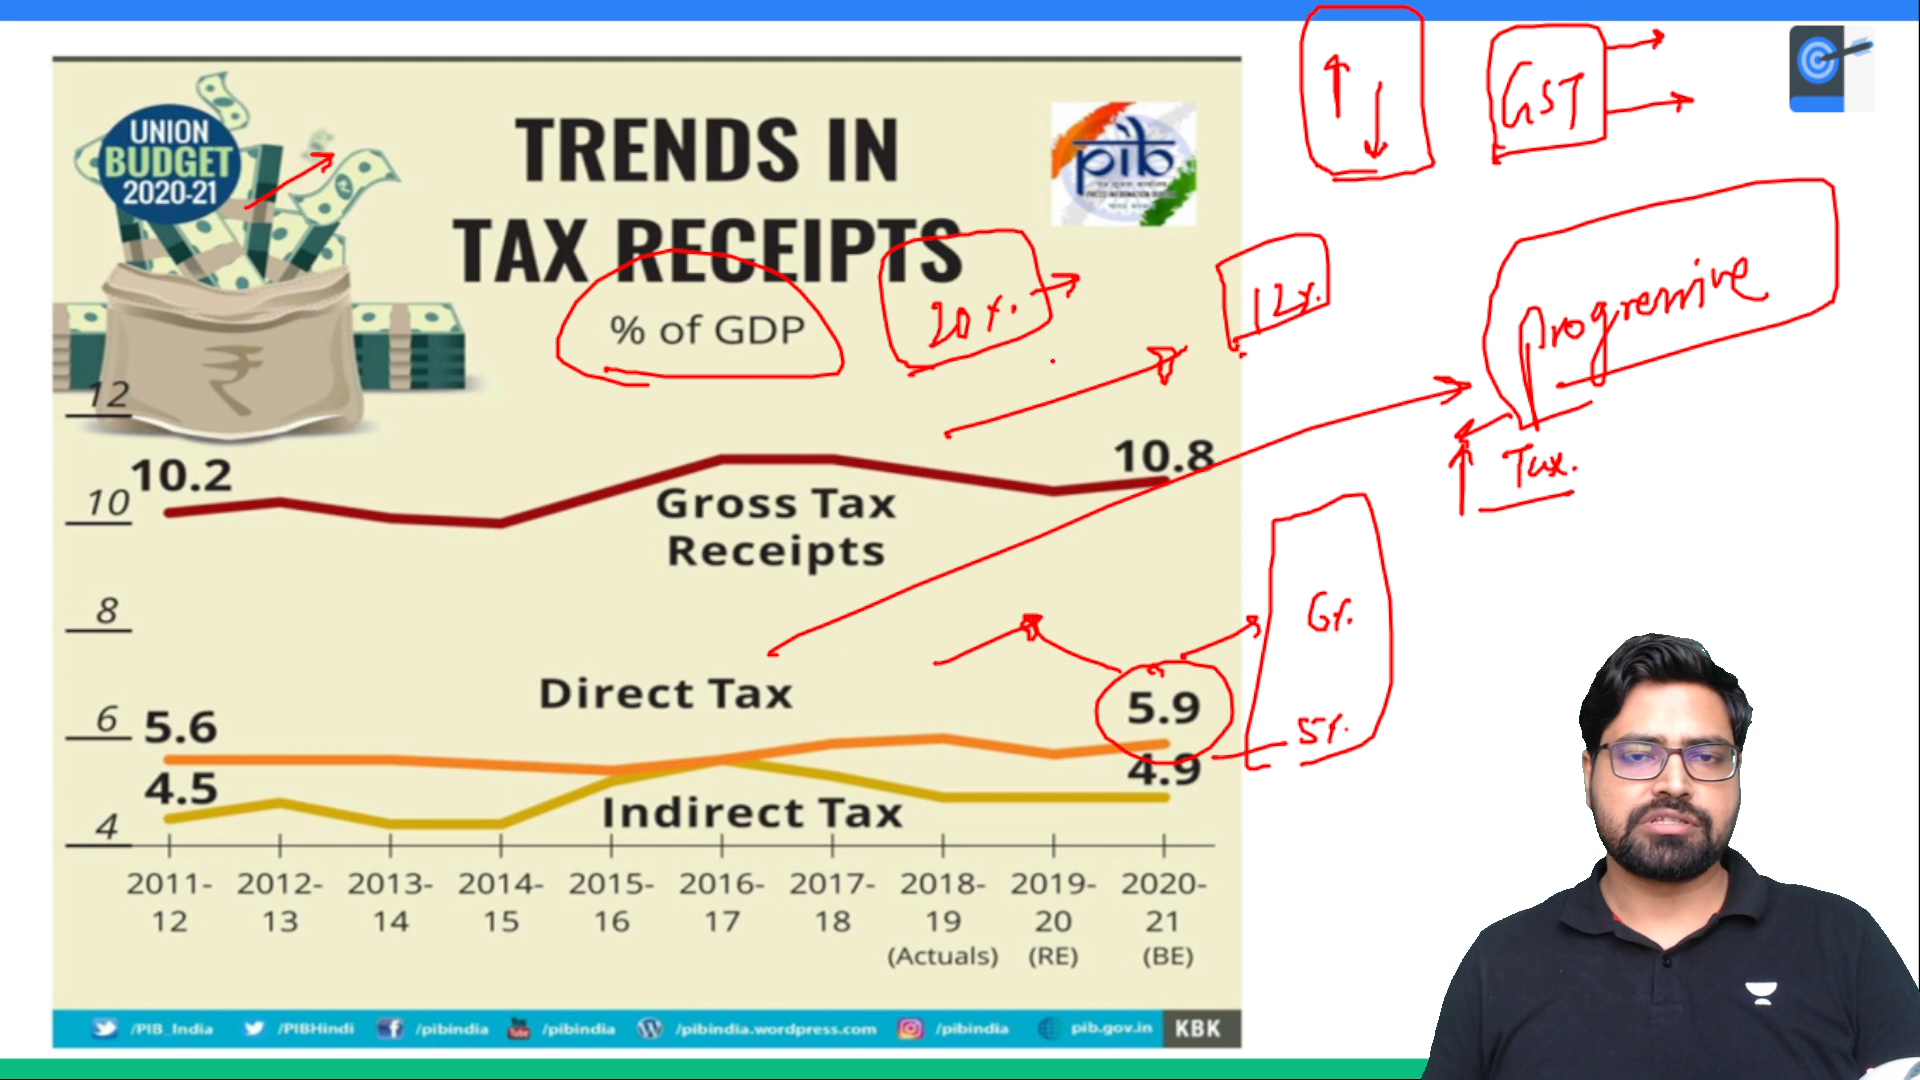 UNION
BUDGET
2020-21
TRENDS IN
TAX RECEIPTS
% of GDP
pib
GST
20%.
12%.
Progressive
Tax.
12
10.2
10
10.8
Gross Tax
Receipts
8
6%.
Direct Tax
6
5.6
5.9
5%.
4.5
4.9
Indirect Tax
4
2011-12
2012-13
2013-14
2014-15
2015-16
2016-17
2017-18
2018-19
(Actuals)
2019-20
(RE)
2020-21
(BE)
/PIB_India
/PIBHindi
/pibindia
/pibindia
/pibindia.wordpress.com
/pibindia
pib.gov.in
KBK